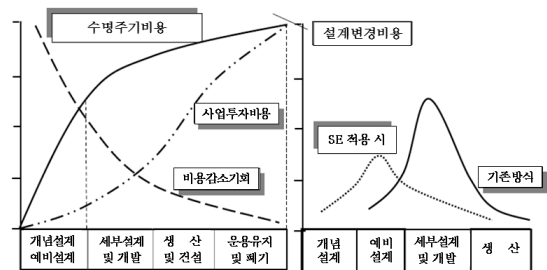 수명주기비용
설계변경비용
사업투자비용
SE 적용 시
비용감소기회
기존방식
개념설계
예비설계
세부설계
및 개발
생 산
및 건설
운용유지
및 폐기
개념
설계
예비
설계
세부설계
및 개발
생 산